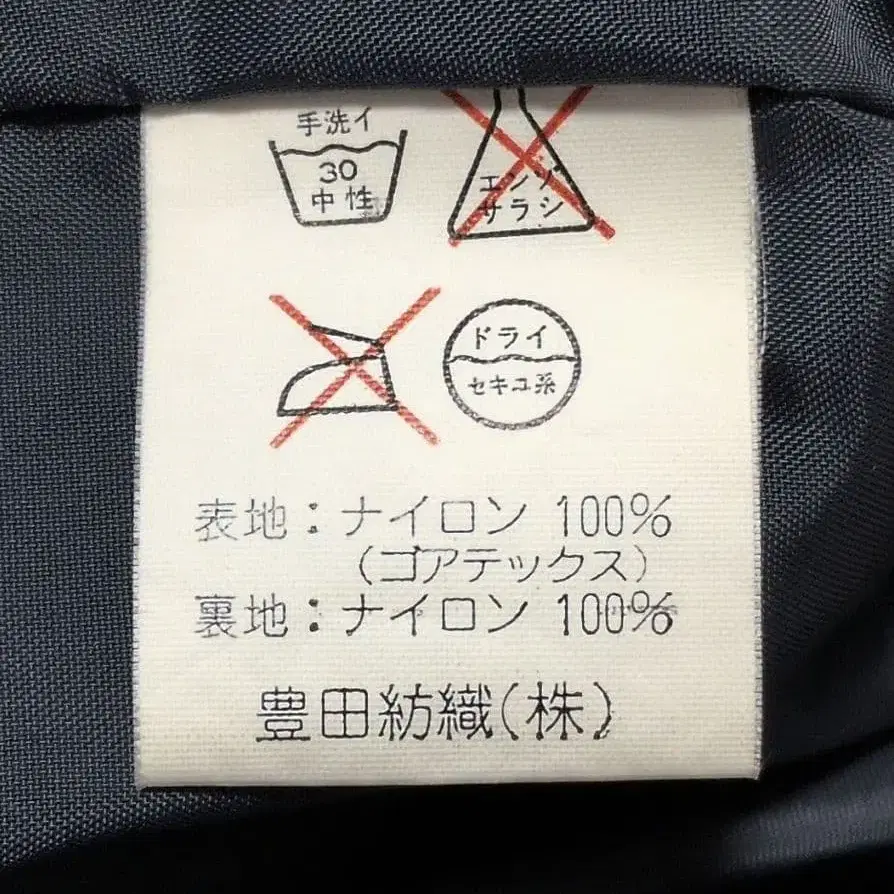 手洗イ
30
中性
エンソ
サラシ
ドライ
セキユ系
表地：ナイロン 100%
（ゴアテックス）
裏地：ナイロン 100%
豊田紡織（株）